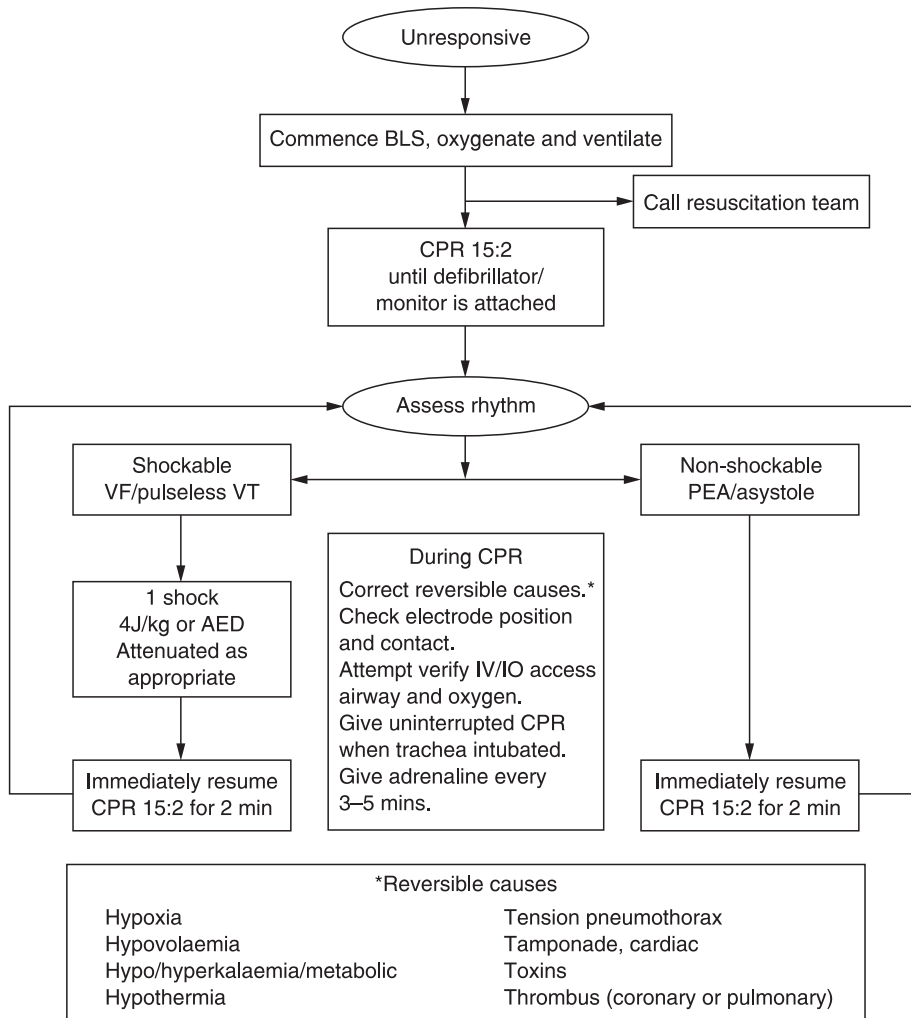 Unresponsive
Commence BLS, oxygenate and ventilate
Call resuscitation team
CPR 15:2
until defibrillator/
monitor is attached
Assess rhythm
Shockable
VF/pulseless VT
Non-shockable
PEA/asystole
1 shock
4J/kg or AED
Attenuated as
appropriate
During CPR
Correct reversible causes.*
Check electrode position
and contact.
Attempt verify IV/IO access
airway and oxygen.
Give uninterrupted CPR
when trachea intubated.
Give adrenaline every
3–5 mins.
Immediately resume
CPR 15:2 for 2 min
Immediately resume
CPR 15:2 for 2 min
*Reversible causes
Hypoxia
Hypovolaemia
Hypo/hyperkalaemia/metabolic
Hypothermia
Tension pneumothorax
Tamponade, cardiac
Toxins
Thrombus (coronary or pulmonary)